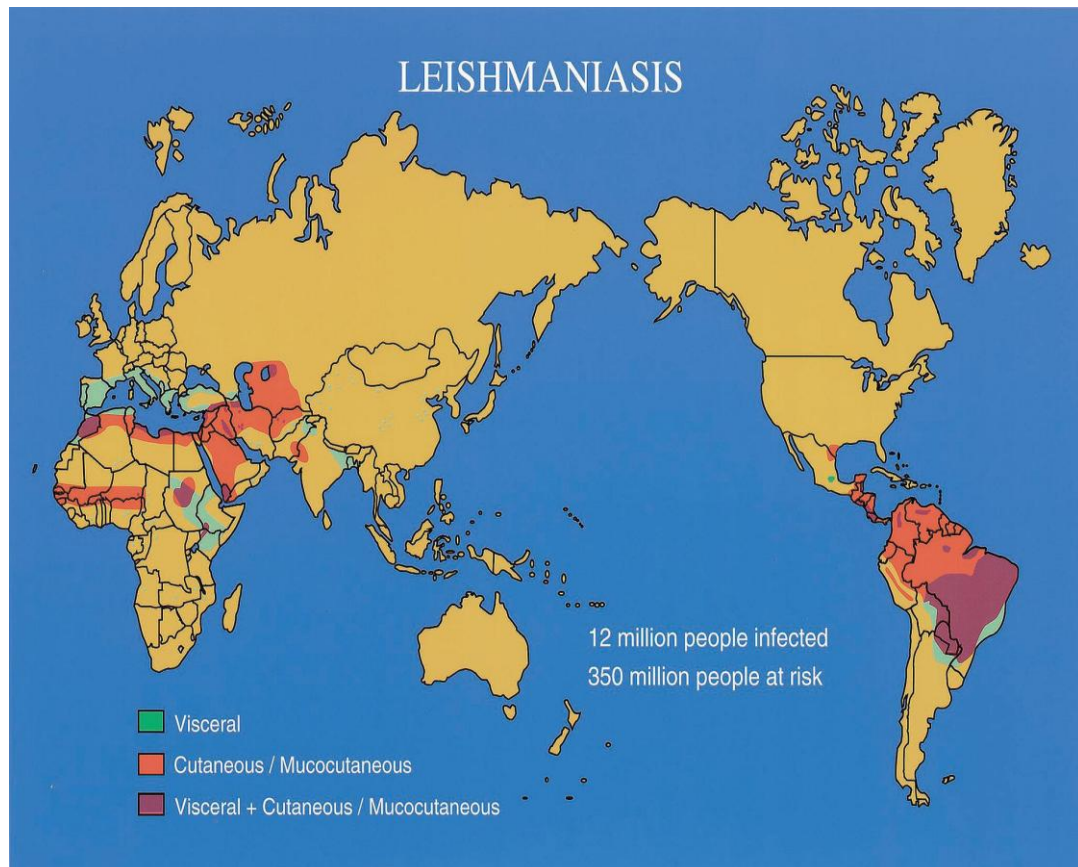 LEISHMANIASIS
12 million people infected
350 million people at risk
Visceral
Cutaneous / Mucocutaneous
Visceral + Cutaneous / Mucocutaneous